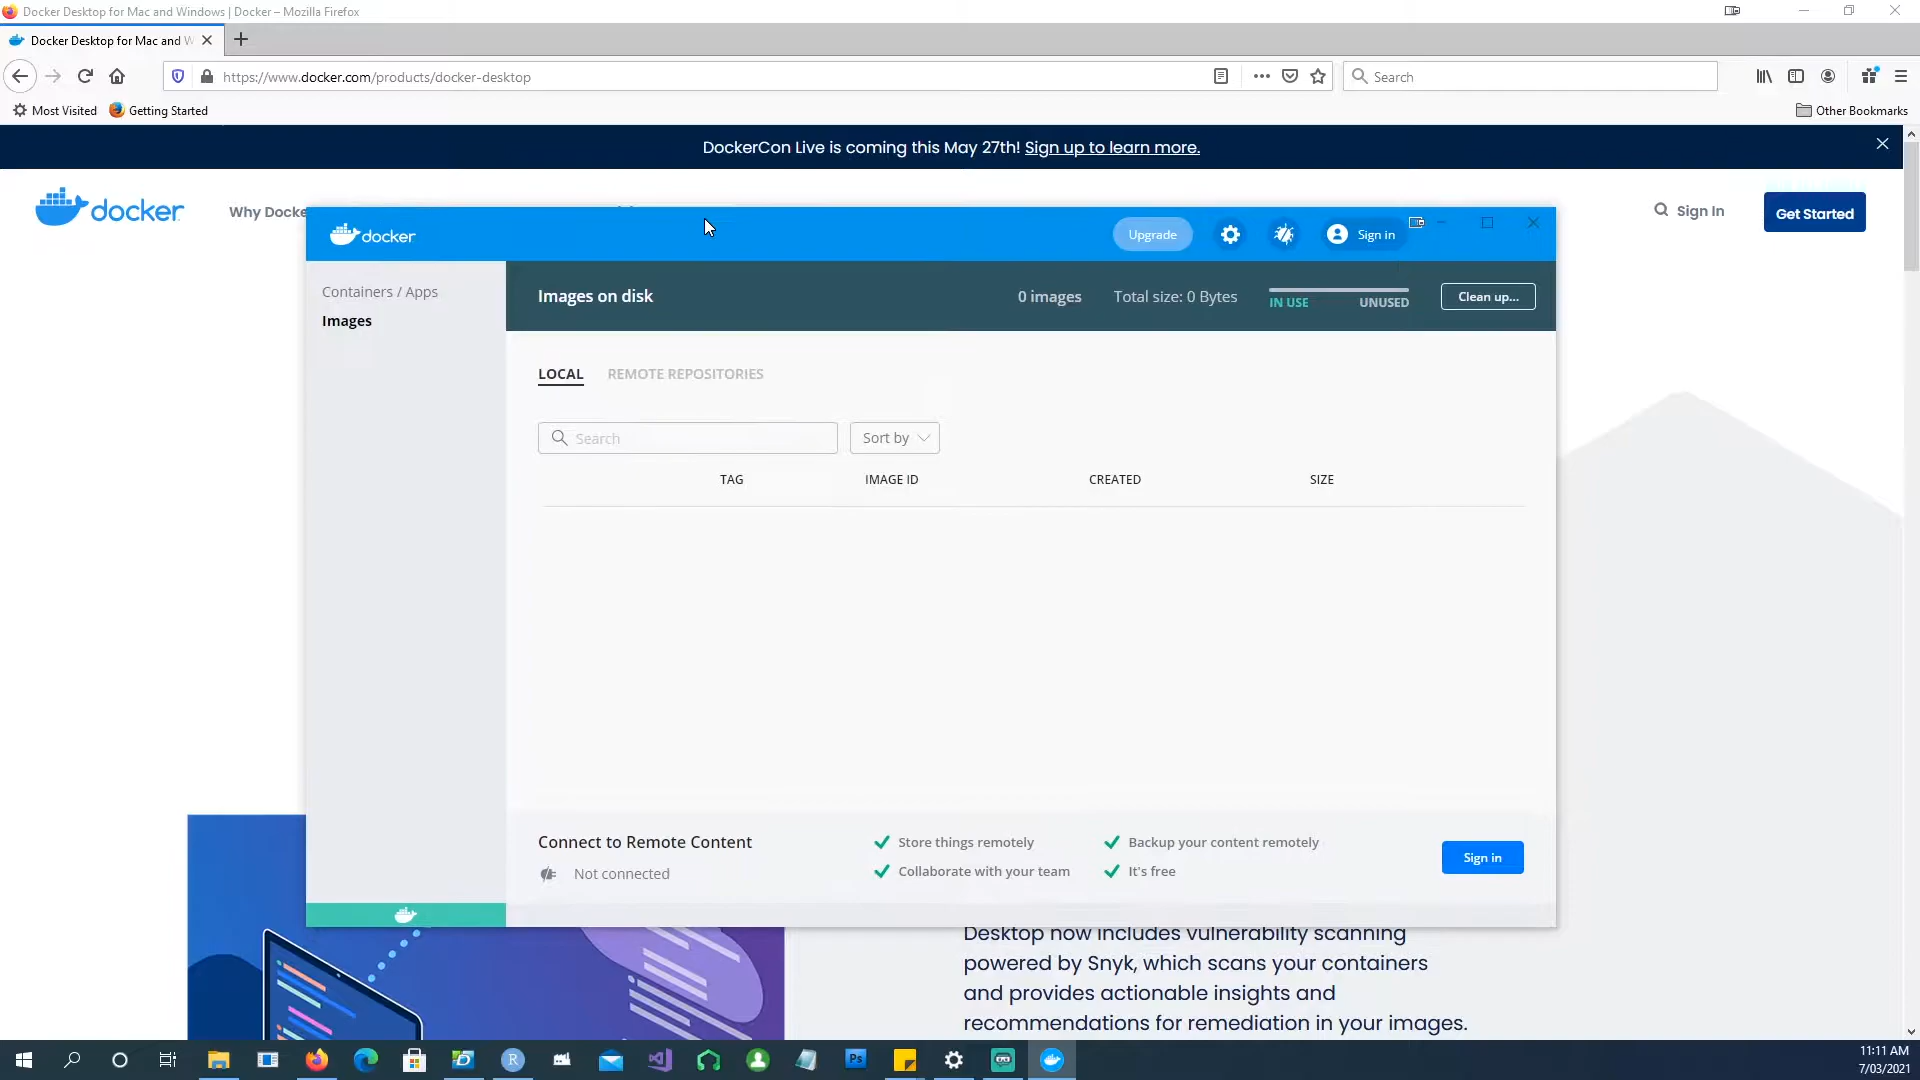 Docker Desktop for Mac and Windows | Docker – Mozilla Firefox
Docker Desktop for Mac and W
https://www.docker.com/products/docker-desktop
Search
Most Visited
Getting Started
Other Bookmarks
DockerCon Live is coming this May 27th! Sign up to learn more.
docker
Why Docke
Sign In
Get Started
docker
Upgrade
Sign in
Containers / Apps
Images
Images on disk
0 images
Total size: 0 Bytes
IN USE
UNUSED
Clean up...
LOCAL
REMOTE REPOSITORIES
Search
Sort by
TAG
IMAGE ID
CREATED
SIZE
Connect to Remote Content
Not connected
Store things remotely
Backup your content remotely
Collaborate with your team
It's free
Sign in
Desktop now includes vulnerability scanning
powered by Snyk, which scans your containers
and provides actionable insights and
recommendations for remediation in your images.
R
Ps
11:11 AM
7/03/2021